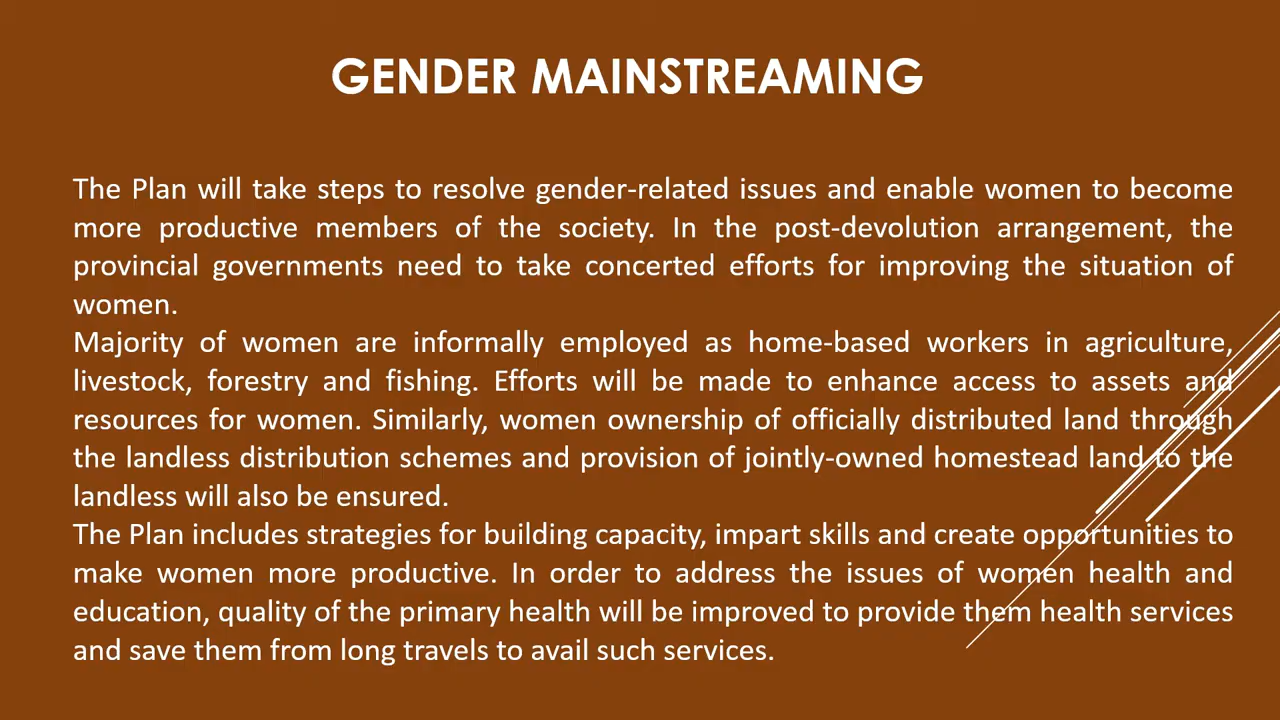 GENDER MAINSTREAMING
The Plan will take steps to resolve gender-related issues and enable women to become
more productive members of the society. In the post-devolution arrangement, the
provincial governments need to take concerted efforts for improving the situation of
women.
Majority of women are informally employed as home-based workers in agriculture,
livestock, forestry and fishing. Efforts will be made to enhance access to assets and
resources for women. Similarly, women ownership of officially distributed land through
the landless distribution schemes and provision of jointly-owned homestead land to the
landless will also be ensured.
The Plan includes strategies for building capacity, impart skills and create opportunities to
make women more productive. In order to address the issues of women health and
education, quality of the primary health will be improved to provide them health services
and save them from long travels to avail such services.